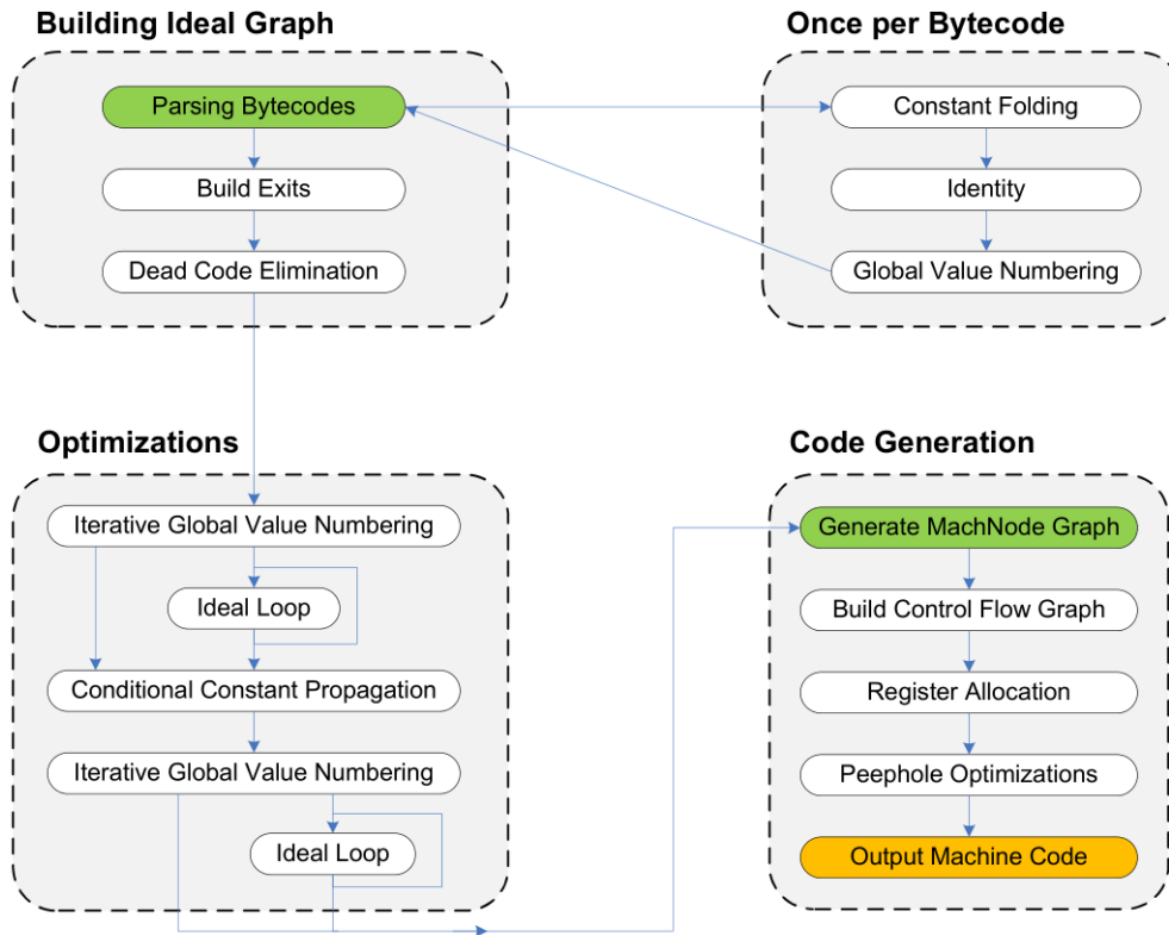 Building Ideal Graph
Parsing Bytecodes
Build Exits
Dead Code Elimination
Once per Bytecode
Constant Folding
Identity
Global Value Numbering
Optimizations
Iterative Global Value Numbering
Ideal Loop
Conditional Constant Propagation
Iterative Global Value Numbering
Ideal Loop
Code Generation
Generate MachNode Graph
Build Control Flow Graph
Register Allocation
Peephole Optimizations
Output Machine Code